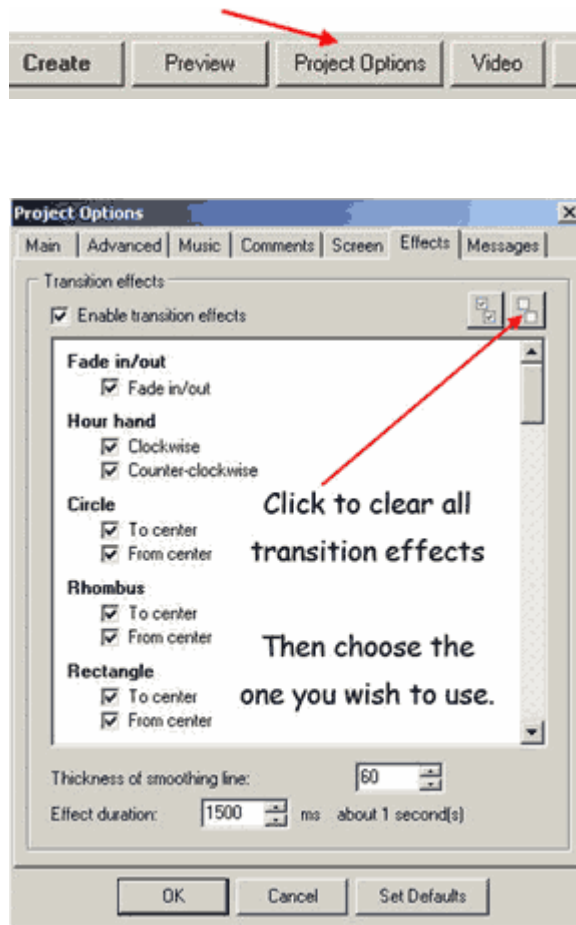 Create Preview Project Options Video
Project Options
Main Advanced Music Comments Screen Effects Messages
Transition effects
Enable transition effects
Fade in/out
Fade in/out
Hour hand
Clockwise
Counter-clockwise
Circle
To center
From center
Click to clear all
transition effects
Rhombus
To center
From center
Then choose the
one you wish to use.
Rectangle
To center
From center
Thickness of smoothing line: 60
Effect duration: 1500 ms about 1 second(s)
OK Cancel Set Defaults